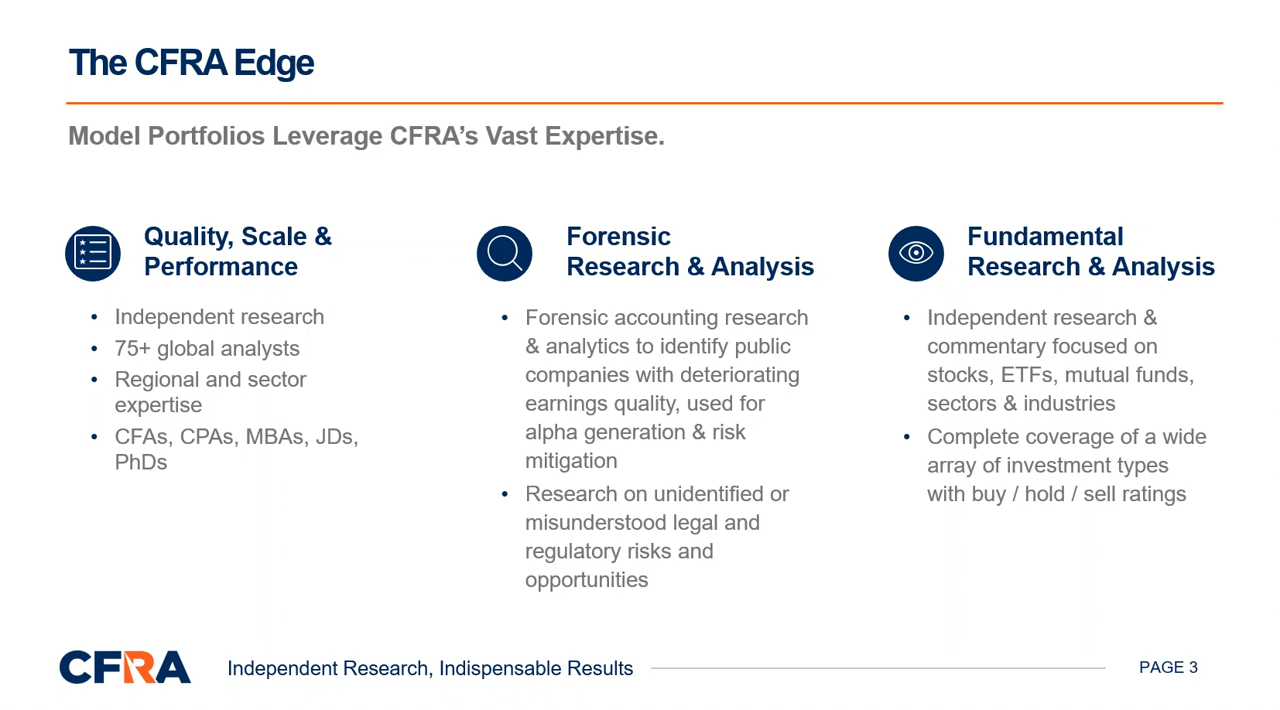 The CFRA Edge
Model Portfolios Leverage CFRA’s Vast Expertise.
Quality, Scale &
Performance
• Independent research
• 75+ global analysts
• Regional and sector
expertise
• CFAs, CPAs, MBAs, JDs,
PhDs
Forensic
Research & Analysis
• Forensic accounting research
& analytics to identify public
companies with deteriorating
earnings quality, used for
alpha generation & risk
mitigation
• Research on unidentified or
misunderstood legal and
regulatory risks and
opportunities
Fundamental
Research & Analysis
• Independent research &
commentary focused on
stocks, ETFs, mutual funds,
sectors & industries
• Complete coverage of a wide
array of investment types
with buy / hold / sell ratings
CFRA
Independent Research, Indispensable Results
PAGE 3